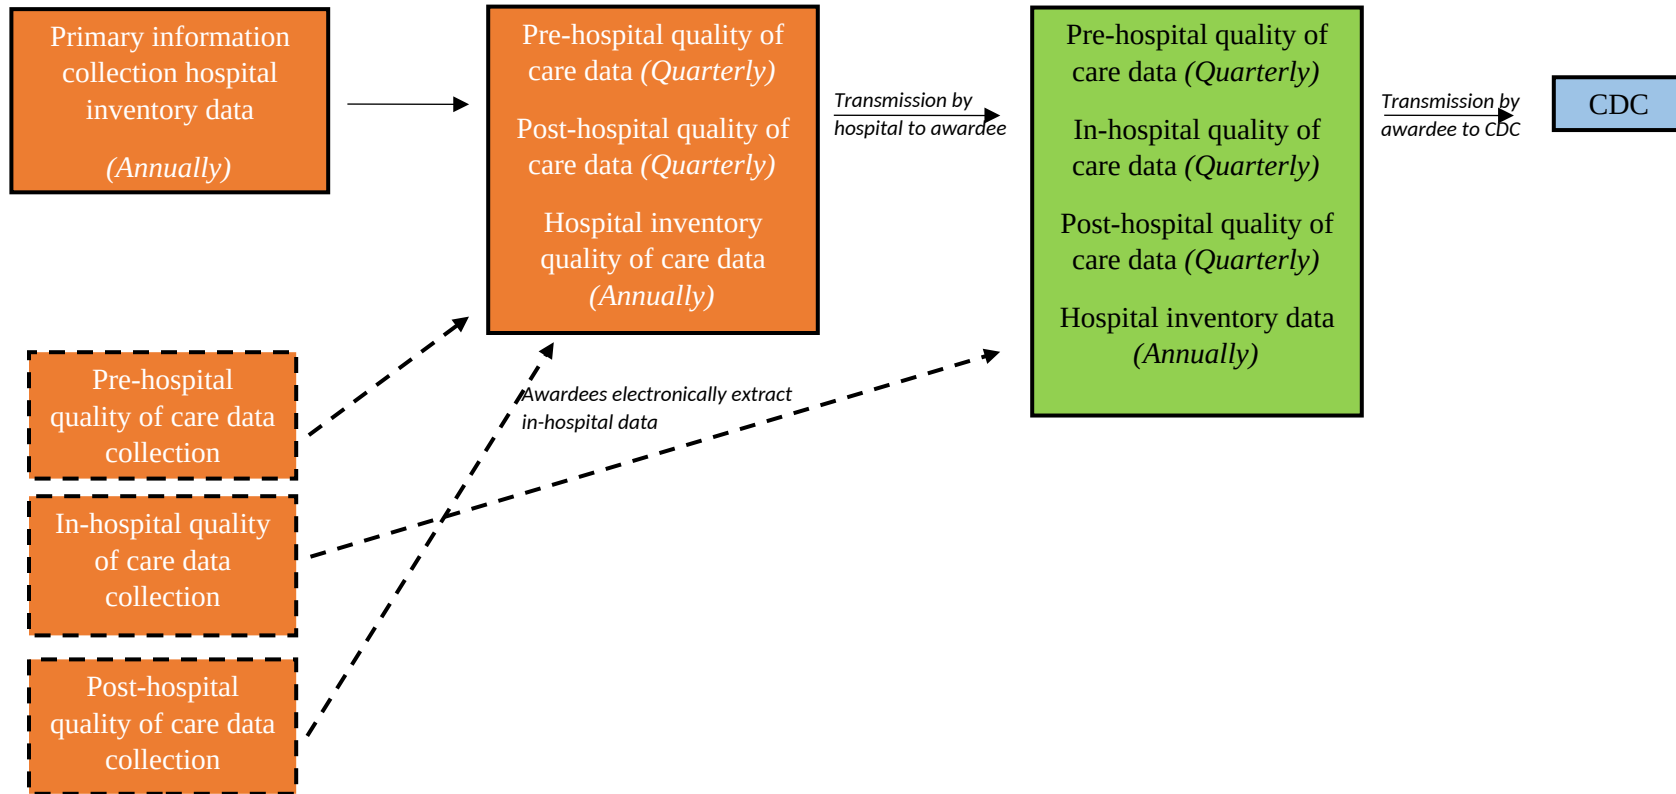 Primary information
collection hospital
inventory data
(Annually)
Pre-hospital quality of
care data (Quarterly)
Post-hospital quality of
care data (Quarterly)
Hospital inventory
quality of care data
(Annually)
Transmission by
hospital to awardee
Pre-hospital quality of
care data (Quarterly)
In-hospital quality of
care data (Quarterly)
Post-hospital quality of
care data (Quarterly)
Hospital inventory data
(Annually)
Transmission by
awardee to CDC
CDC
Pre-hospital
quality of care data
collection
Awardees electronically extract
in-hospital data
In-hospital quality
of care data
collection
Post-hospital
quality of care data
collection